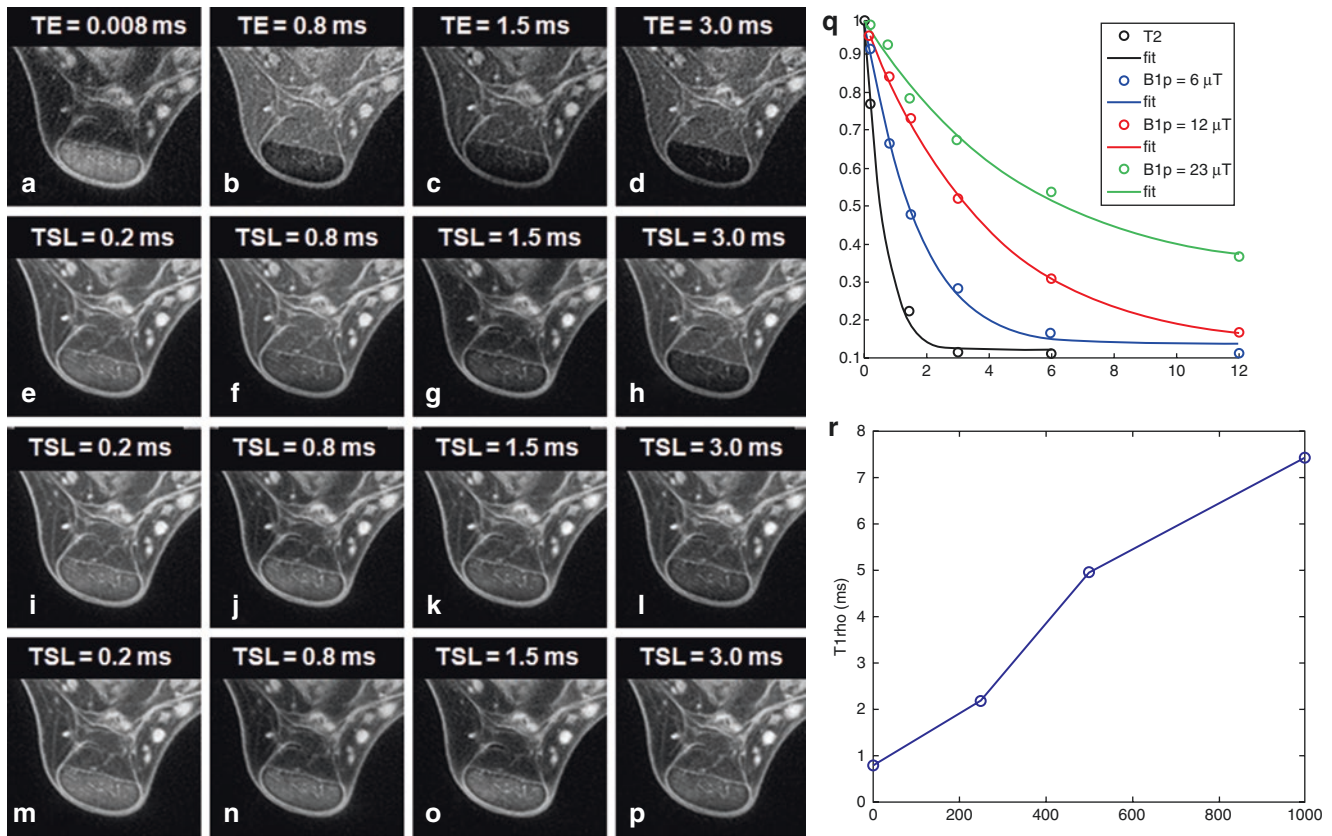 TE = 0.008 ms TE = 0.8 ms TE = 1.5 ms TE = 3.0 ms
a b c d
TSL = 0.2 ms TSL = 0.8 ms TSL = 1.5 ms TSL = 3.0 ms
e f g h
TSL = 0.2 ms TSL = 0.8 ms TSL = 1.5 ms TSL = 3.0 ms
i j k l
TSL = 0.2 ms TSL = 0.8 ms TSL = 1.5 ms TSL = 3.0 ms
m n o p
q
1
0.9
0.8
0.7
0.6
0.5
0.4
0.3
0.2
0.1
0 2 4 6 8 10 12
T2
fit
B1p = 6 μT
fit
B1p = 12 μT
fit
B1p = 23 μT
fit
r
8
7
6
5
4
3
2
1
0
T1rho (ms)
0 200 400 600 800 1000